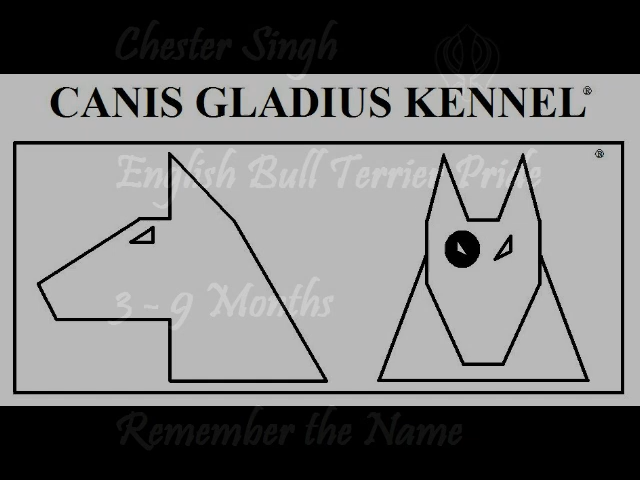 Chester Singh
CANIS GLADIUS KENNEL®
®
English Bull Terrier Pride
3 - 9 Months
Remember the Name